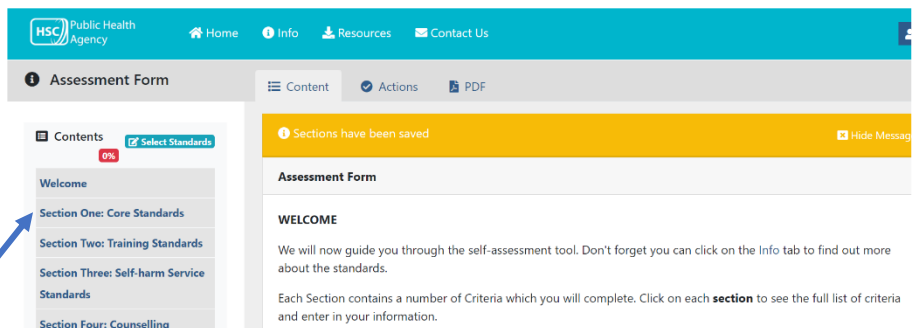 HSC Public Health Agency
Home
Info
Resources
Contact Us
Assessment Form
Content
Actions
PDF
Contents
Select Standards
0%
Welcome
Section One: Core Standards
Section Two: Training Standards
Section Three: Self-harm Service
Standards
Section Four: Counselling
Sections have been saved
Hide Messag
Assessment Form
WELCOME
We will now guide you through the self-assessment tool. Don't forget you can click on the Info tab to find out more
about the standards.
Each Section contains a number of Criteria which you will complete. Click on each section to see the full list of criteria
and enter in your information.